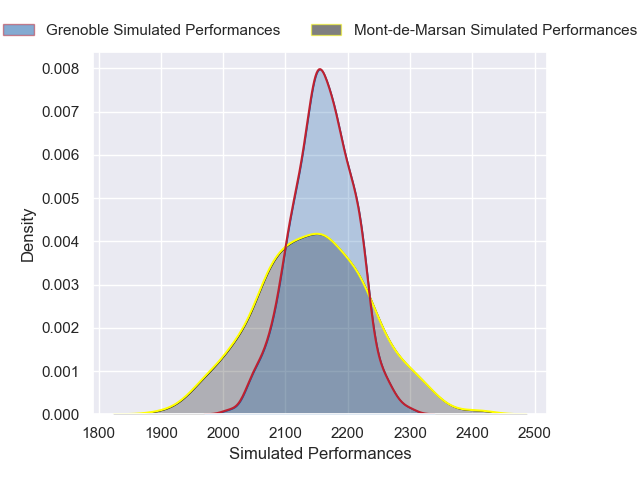 Grenoble Simulated Performances
Mont-de-Marsan Simulated Performances
0.008
0.007
0.006
0.005
0.004
0.003
0.002
0.001
0.000
Density
1800 1900 2000 2100 2200 2300 2400 2500
Simulated Performances